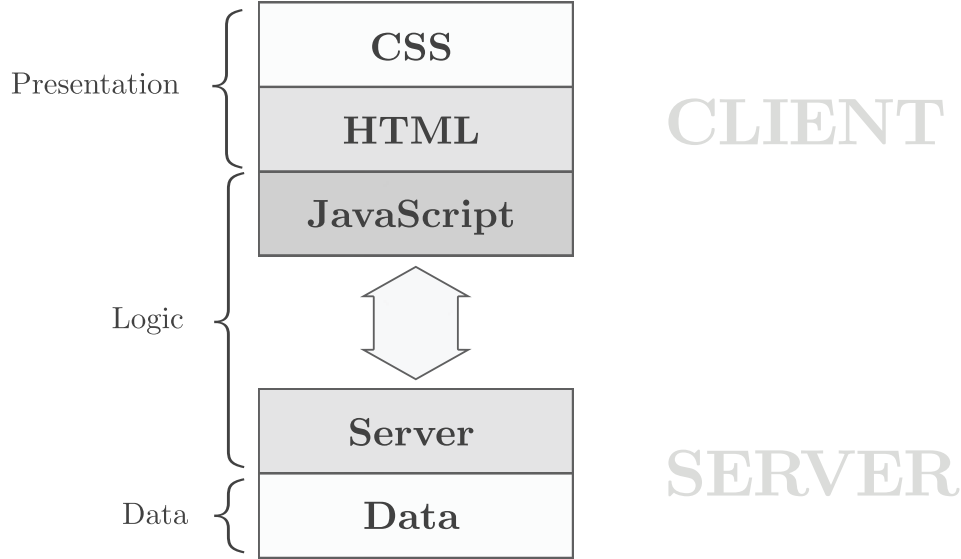 CSS
Presentation
HTML
CLIENT
JavaScript
Logic
Server
SERVER
Data
Data